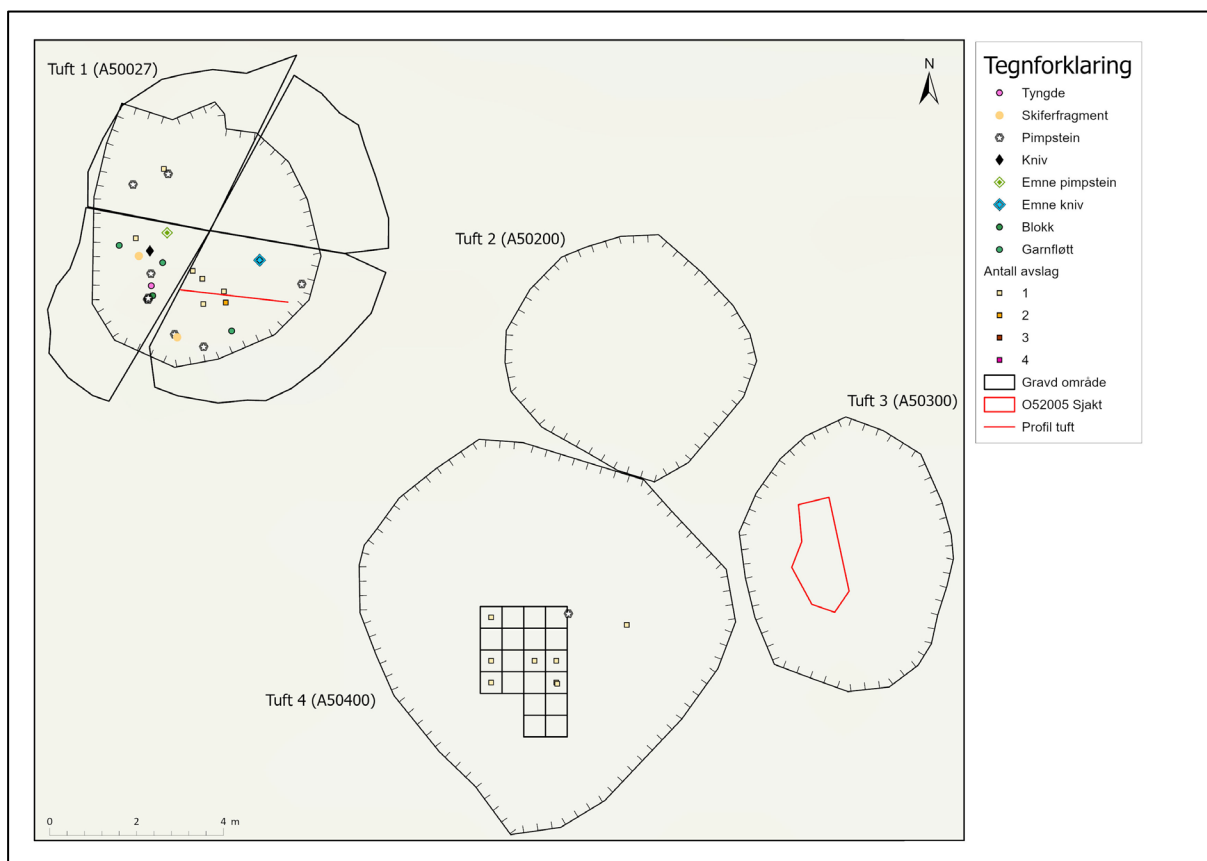 Tuft 1 (A50027)
N
Tuft 2 (A50200)
Tuft 3 (A50300)
Tuft 4 (A50400)
0 2 4 m
Tegnforklaring
Tyngde
Skiferfragment
Pimpstein
Kniv
Emne pimpstein
Emne kniv
Blokk
Garnfløtt
Antall avslag
1
2
3
4
Gravd område
O52005 Sjakt
Profil tuft